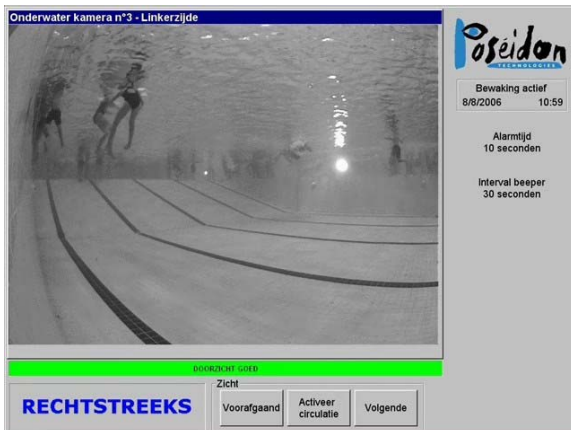 Onderwater kamera n°3 - Linkerzijde
Poséidon
TECHNOLOGIES
Bewaking actief
8/8/2006 10:59
Alarmtijd
10 seconden
Interval beeper
30 seconden
DOORZICHT GOED
RECHTSTREEKS
Zicht
Voorafgaand
Activeer
circulatie
Volgende